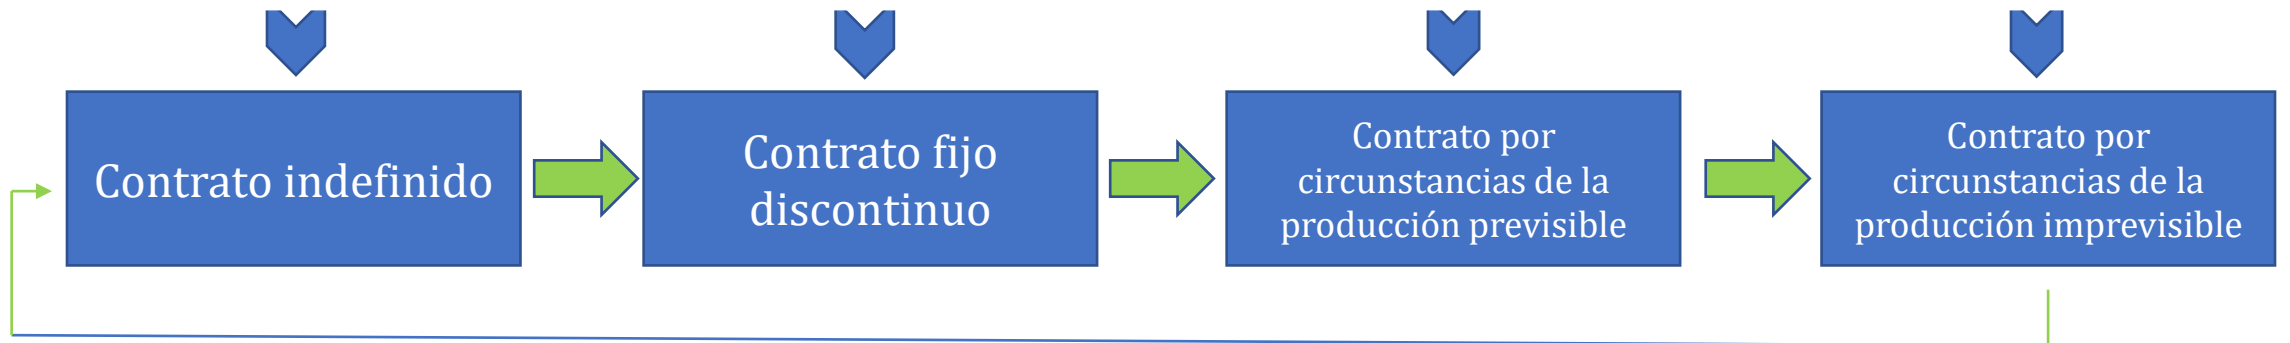 Contrato indefinido
Contrato fijo
discontinuo
Contrato por
circunstancias de la
producción previsible
Contrato por
circunstancias de la
producción imprevisible